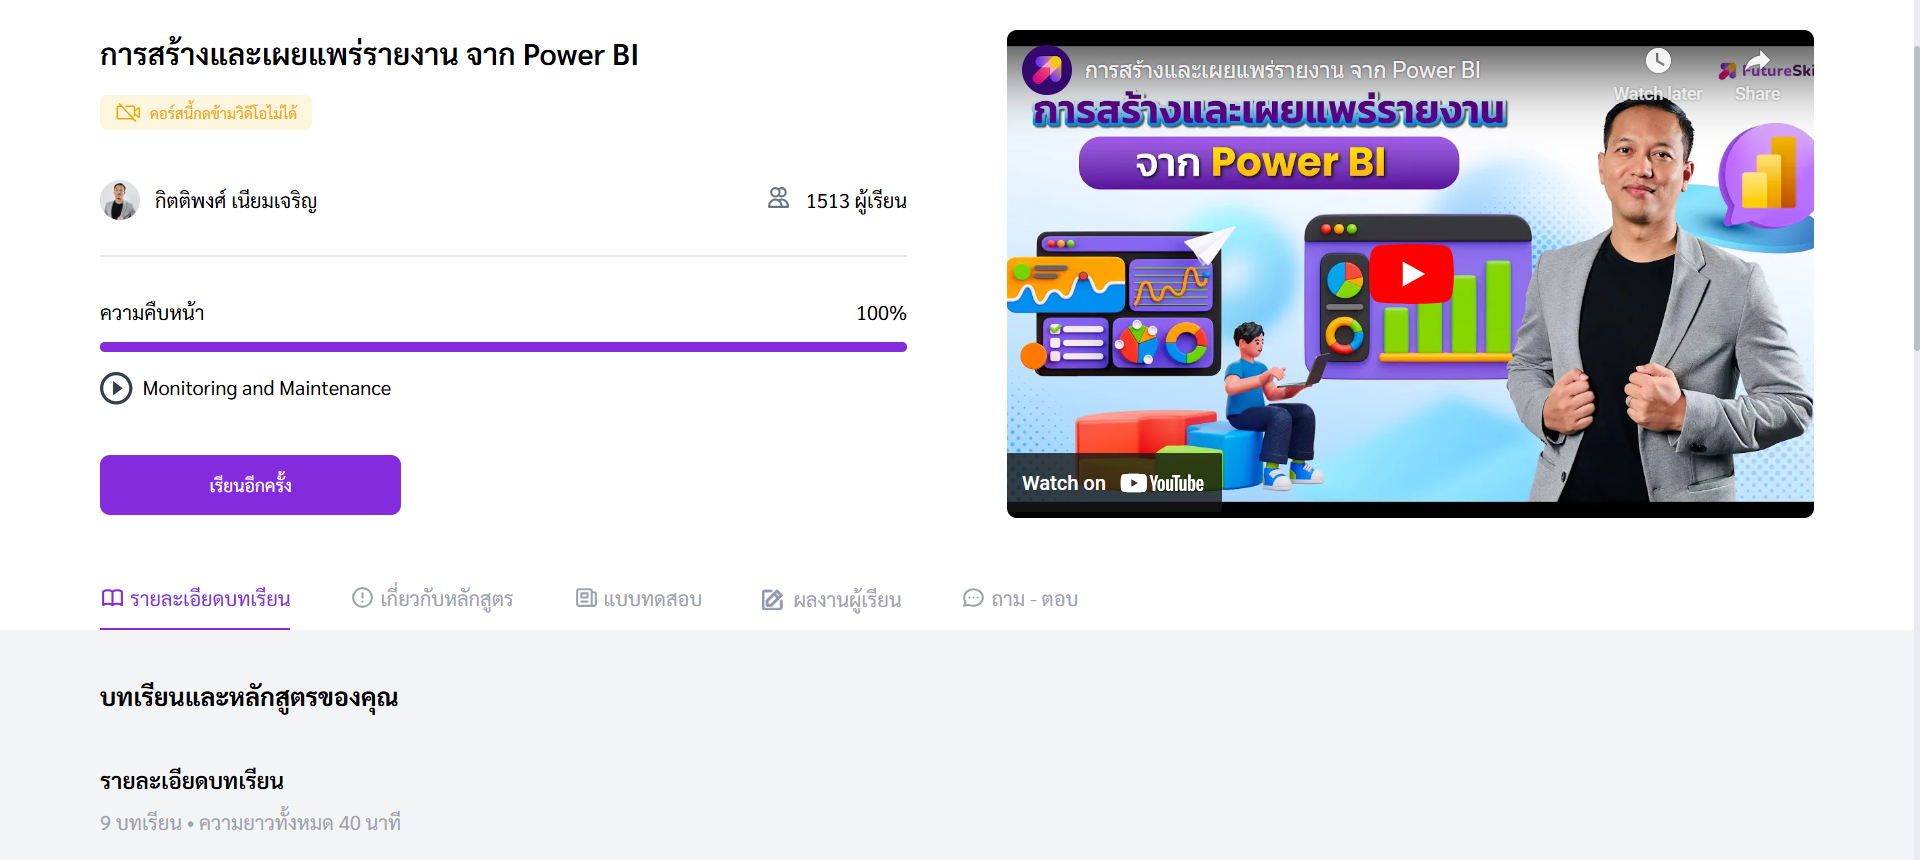 การสร้างและเผยแพร่รายงาน จาก Power BI
คอร์สนี้กดข้ามวิดีโอไม่ได้
กิตติพงศ์ เนียมเจริญ
1513 ผู้เรียน
ความคืบหน้า
100%
Monitoring and Maintenance
เรียนอีกครั้ง
การสร้างและเผยแพร่รายงาน จาก Power BI
Watch later
Share
FutureSki
การสร้างและเผยแพร่รายงาน
จาก Power BI
Watch on YouTube
รายละเอียดบทเรียน
เกี่ยวกับหลักสูตร
แบบทดสอบ
ผลงานผู้เรียน
ถาม - ตอบ
บทเรียนและหลักสูตรของคุณ
รายละเอียดบทเรียน
9 บทเรียน • ความยาวทั้งหมด 40 นาที